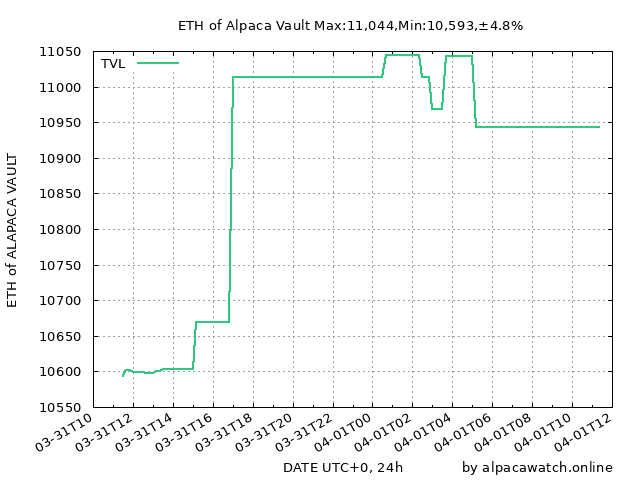 ETH of Alpaca Vault Max:11,044,Min:10,593,±4.8%
TVL
11050
11000
10950
10900
10850
10800
10750
10700
10650
10600
10550
ETH of ALAPACA VAULT
03-31T10
03-31T12
03-31T14
03-31T16
03-31T18
03-31T20
03-31T22
04-01T00
04-01T02
04-01T04
04-01T06
04-01T08
04-01T10
04-01T12
DATE UTC+0, 24h
by alpacawatch.online